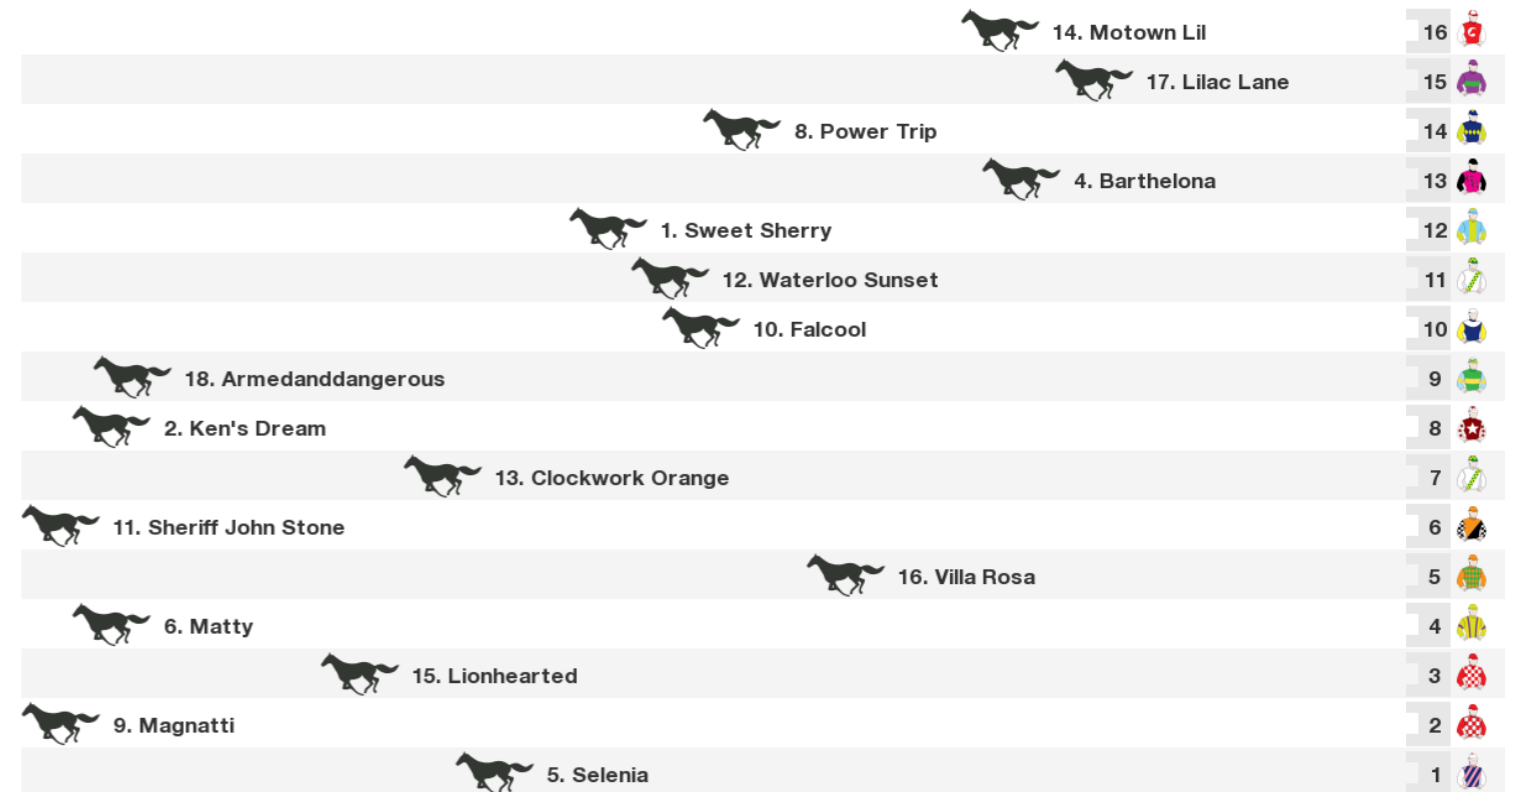 14. Motown Lil 16
17. Lilac Lane 15
8. Power Trip 14
4. Barthelona 13
1. Sweet Sherry 12
12. Waterloo Sunset 11
10. Falcool 10
18. Armedanddangerous 9
2. Ken's Dream 8
13. Clockwork Orange 7
11. Sheriff John Stone 6
16. Villa Rosa 5
6. Matty 4
15. Lionhearted 3
9. Magnatti 2
5. Selenia 1